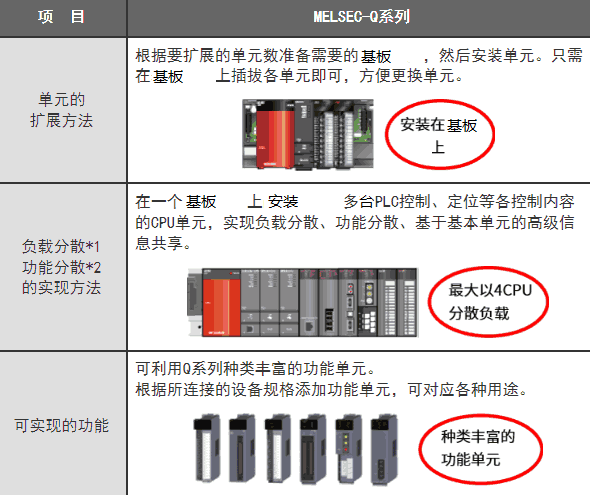 项 目
MELSEC-Q系列
单元的
扩展方法
根据要扩展的单元数准备需要的基板 ，然后安装单元。只需
在基板 上插拔各单元即可，方便更换单元。
安装在基板
上
负载分散*1
功能分散*2
的实现方法
在一个 基板 上 安装 多台PLC控制、定位等各控制内容
的CPU单元，实现负载分散、功能分散、基于基本单元的高级信
息共享。
最大以4CPU
分散负载
可实现的功能
可利用Q系列种类丰富的功能单元。
根据所连接的设备规格添加功能单元，可对应各种用途。
种类丰富的
功能单元